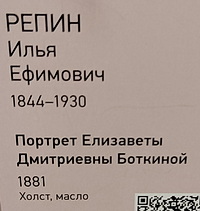 РЕПИН
Илья
Ефимович
1844–1930
Портрет Елизаветы
Дмитриевны Боткиной
1881
Холст, масло